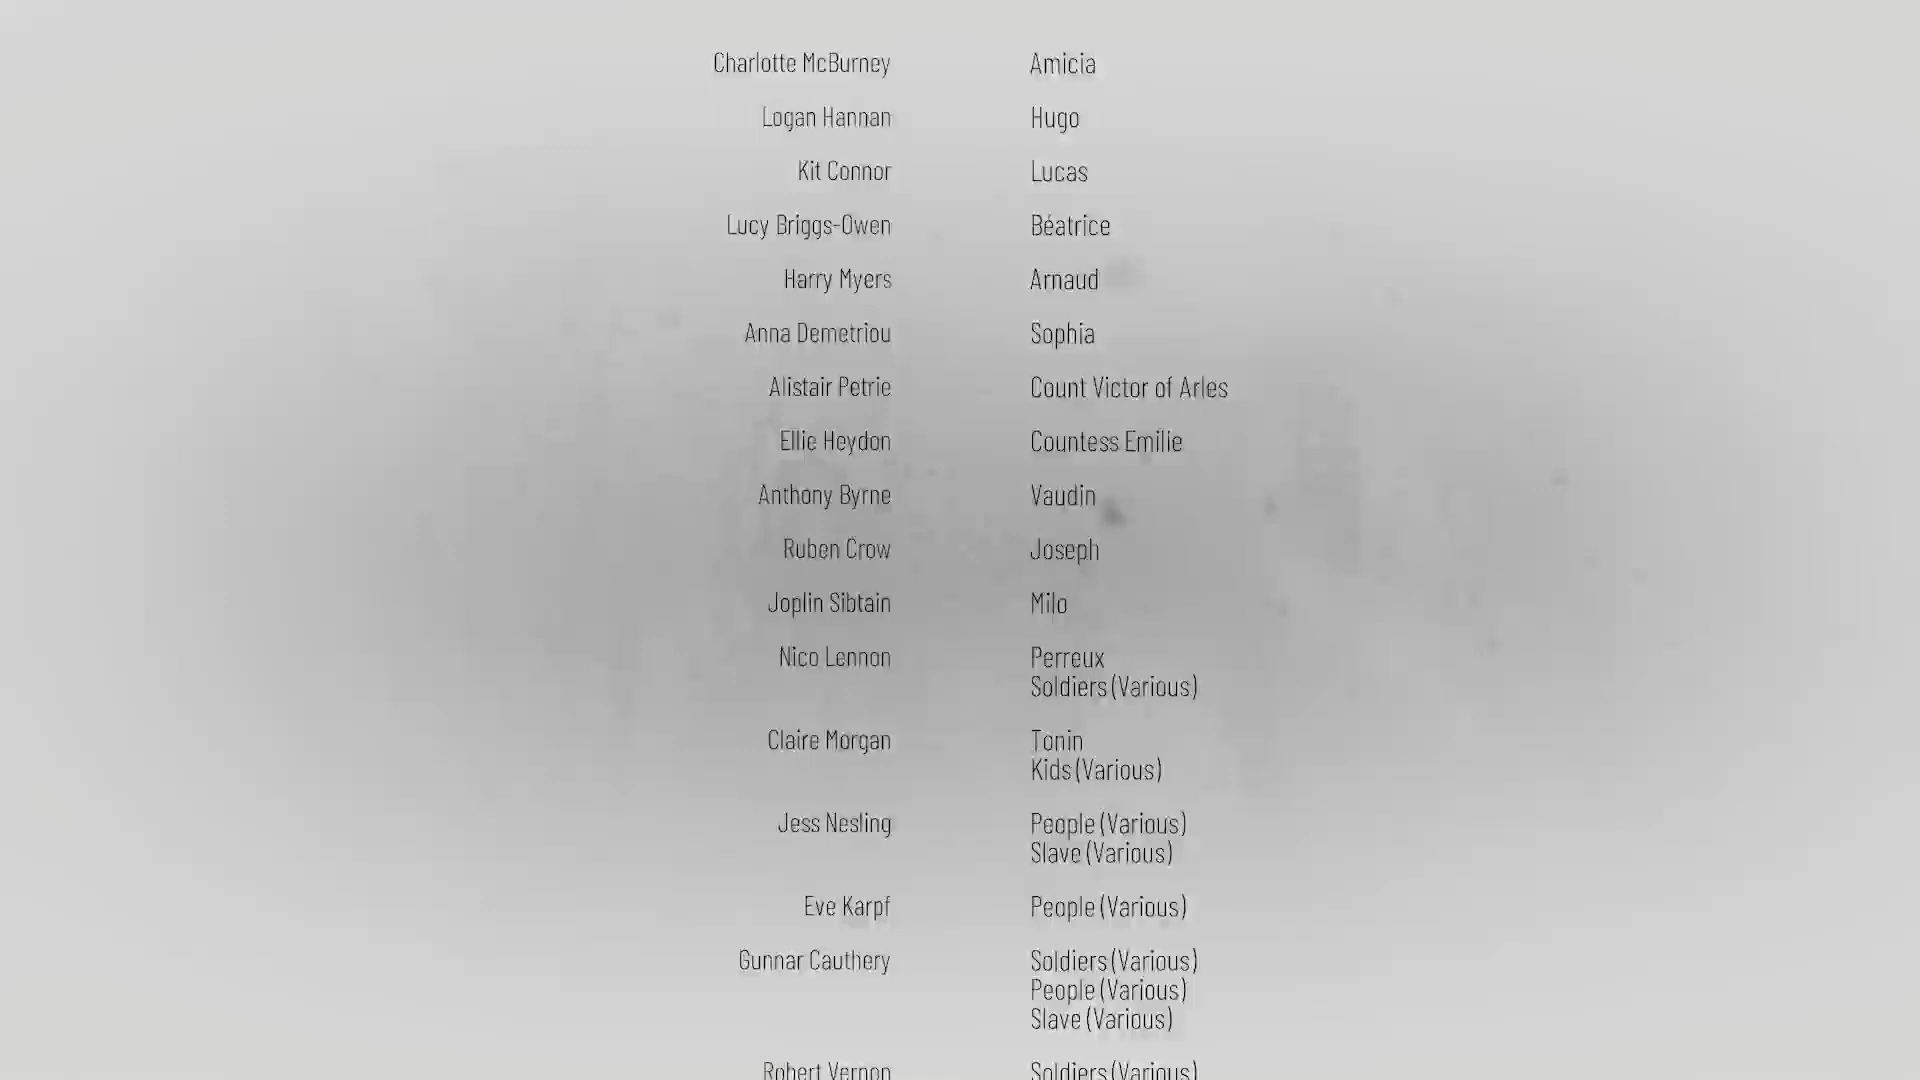 Charlotte McBurney Amicia
Logan Hannan Hugo
Kit Connor Lucas
Lucy Briggs-Owen Béatrice
Harry Myers Arnaud
Anna Demetriou Sophia
Alistair Petrie Count Victor of Arles
Ellie Heydon Countess Emilie
Anthony Byrne Vaudin
Ruben Crow Joseph
Joplin Sibtain Milo
Nico Lennon Perreux
Soldiers (Various)
Claire Morgan Tonin
Kids (Various)
Jess Nesling People (Various)
Slave (Various)
Eve Karpf People (Various)
Gunnar Cauthery Soldiers (Various)
People (Various)
Slave (Various)
Robert Vernon Soldiers (Various)